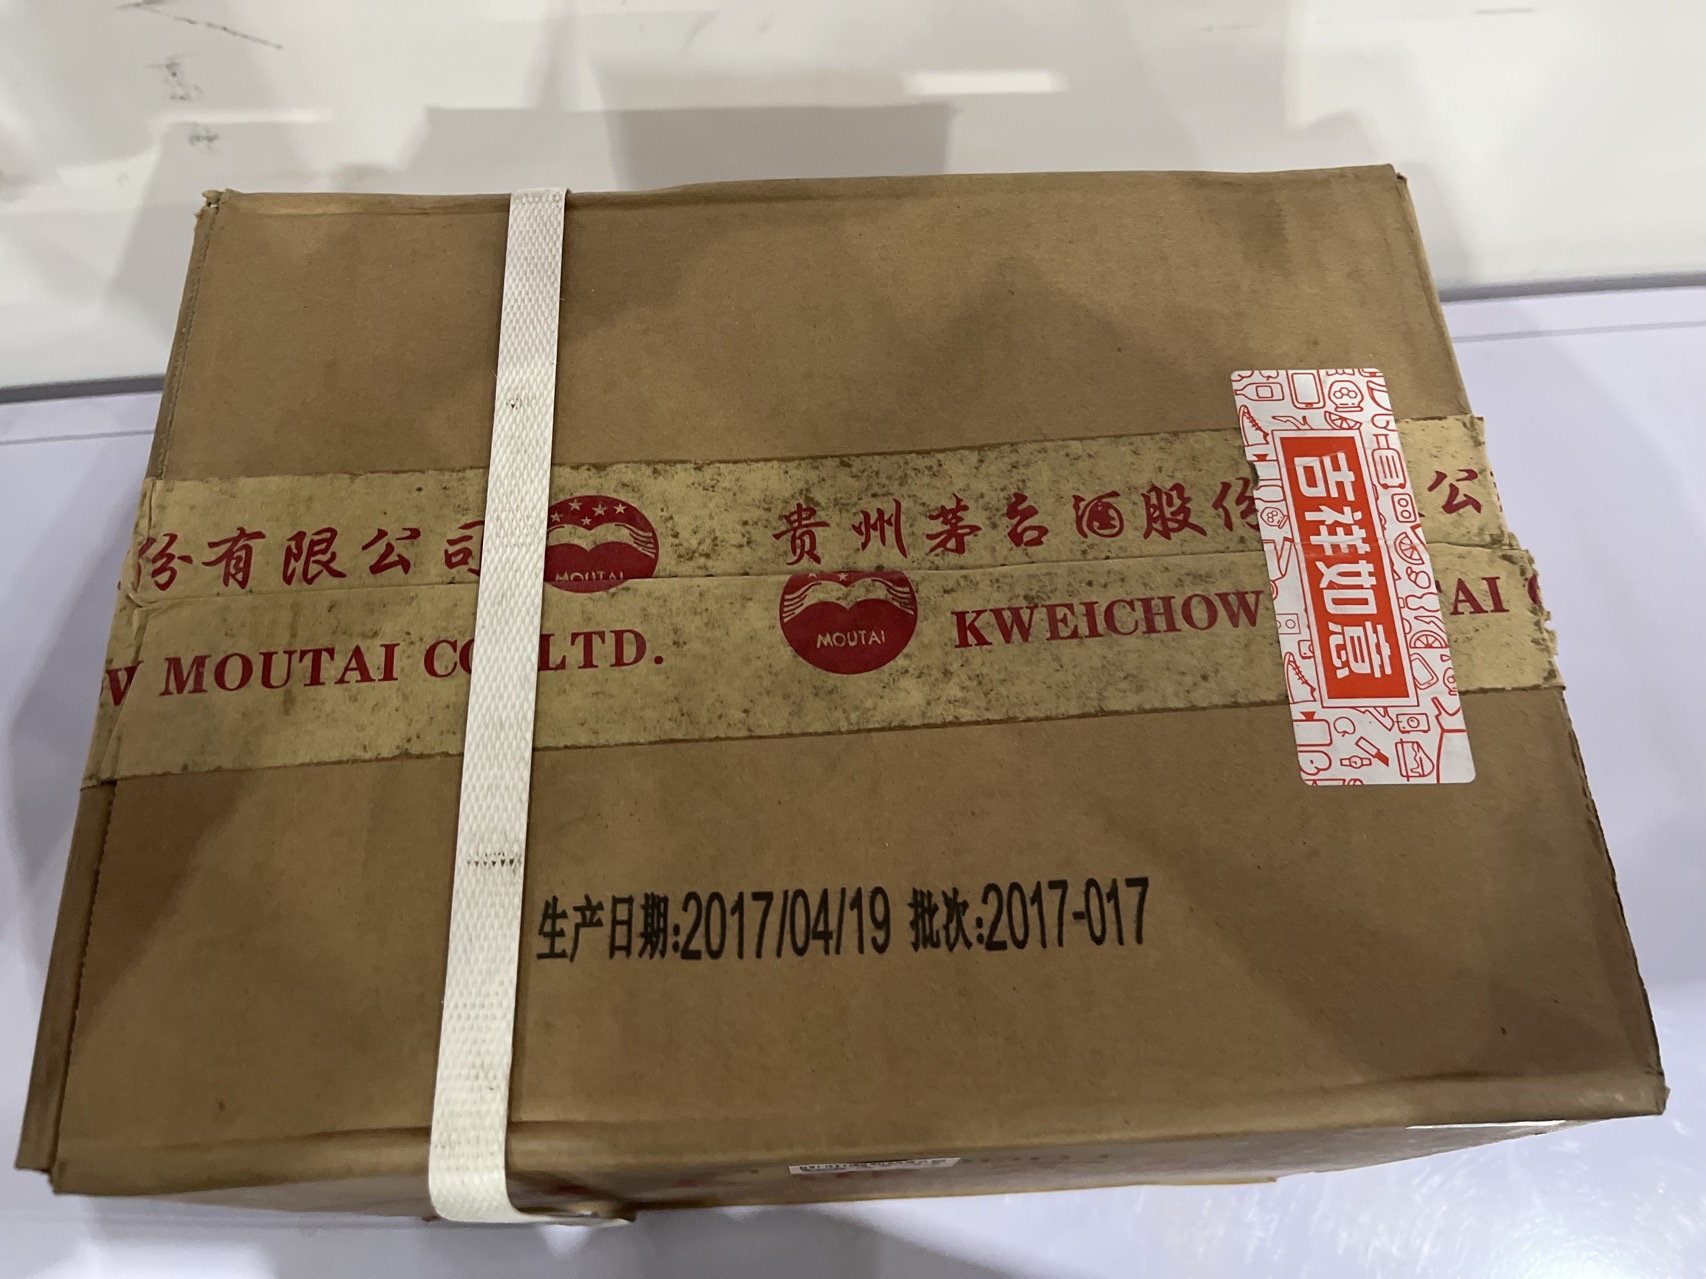 份有限公司
MOUTAI
贵州茅台酒股份
公
MOUTAI CO
LTD.
MOUTAI
KWEICHOW
AI
吉祥如意
生产日期:2017/04/19 批次:2017-017